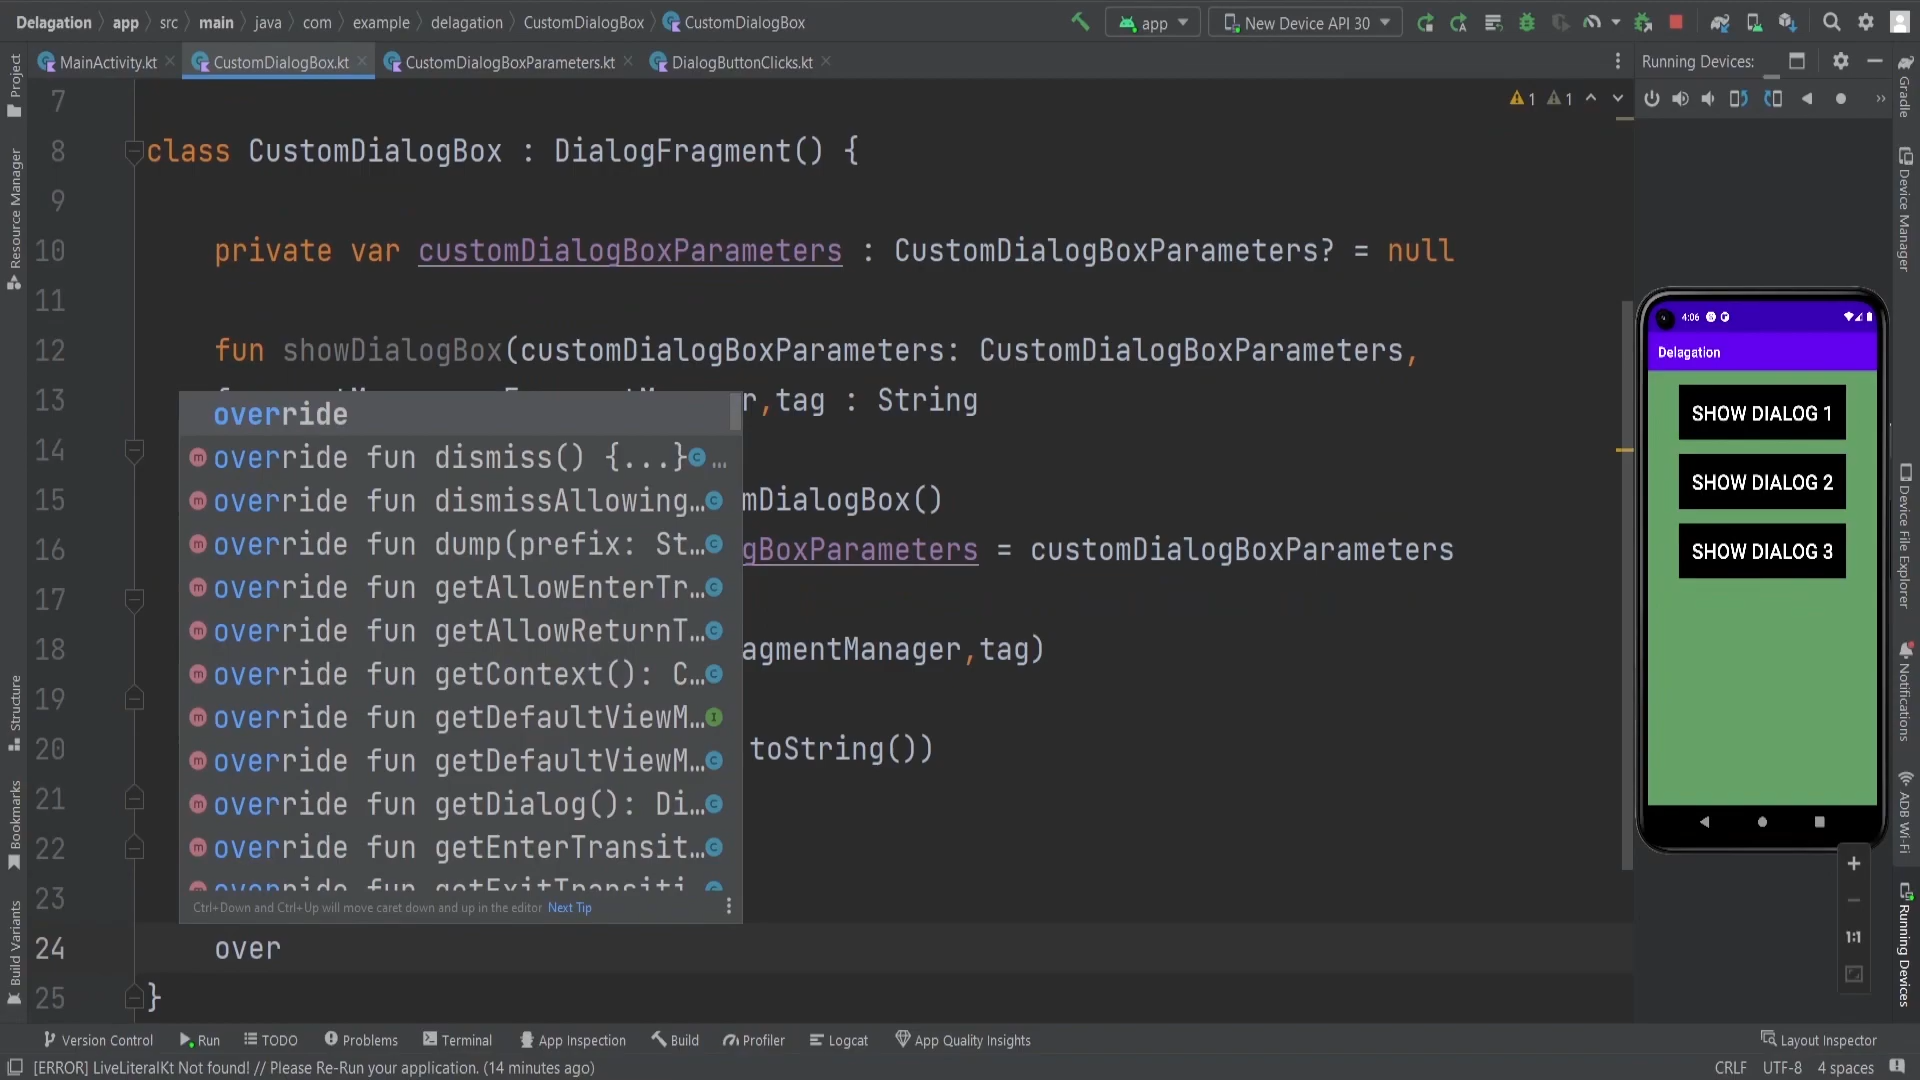 Delagation app src main java com example delagation CustomDialogBox CustomDialogBox
app New Device API 30
MainActivity.kt CustomDialogBox.kt CustomDialogBoxParameters.kt DialogButtonClicks.kt Running Devices:
7 1 1
8 class CustomDialogBox : DialogFragment() {
9
10 private var customDialogBoxParameters : CustomDialogBoxParameters? = null
11
12 fun showDialogBox(customDialogBoxParameters: CustomDialogBoxParameters,
13 r,tag : String
14
15 mDialogBox()
16 gBoxParameters = customDialogBoxParameters
17
18 agmentManager,tag)
19
20 toString())
21
22
23
24 over
25 }
override
override fun dismiss() {...} ...
override fun dismissAllowing...
override fun dump(prefix: St...
override fun getAllowEnterTr...
override fun getAllowReturnT...
override fun getContext(): C...
override fun getDefaultViewM...
override fun getDefaultViewM...
override fun getDialog(): Di...
override fun getEnterTransit...
override fun getExitTransiti
Ctrl+Down and Ctrl+Up will move caret down and up in the editor Next Tip
Project
Resource Manager
Structure
Bookmarks
Build Variants
4:06
Delagation
SHOW DIALOG 1
SHOW DIALOG 2
SHOW DIALOG 3
1:1
Gradle
Device Manager
Device File Explorer
Notifications
ADB Wi-Fi
Running Devices
Version Control Run TODO Problems Terminal App Inspection Build Profiler Logcat App Quality Insights Layout Inspector
[ERROR] LiveLiteralKt Not found! // Please Re-Run your application. (14 minutes ago) CRLF UTF-8 4 spaces